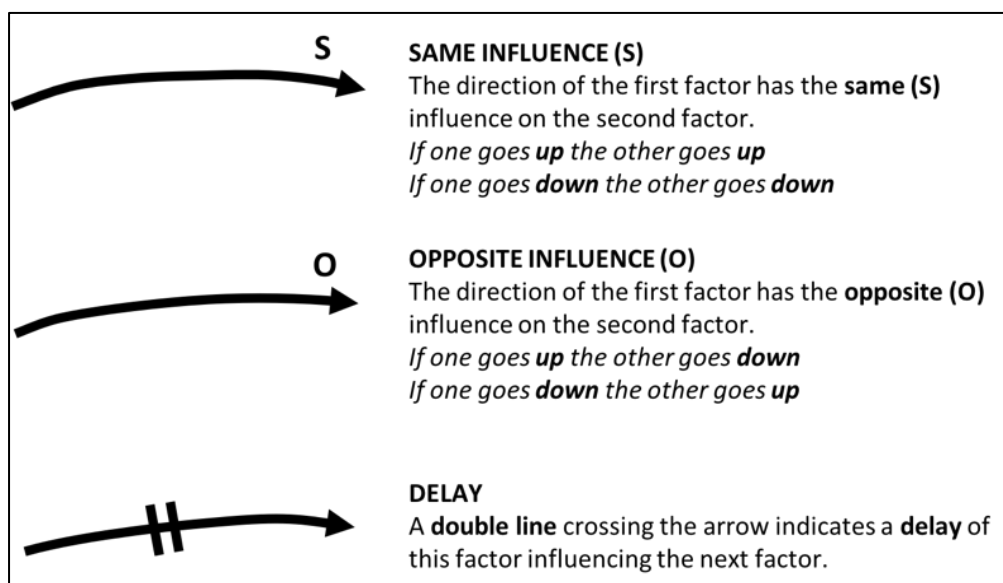 S
SAME INFLUENCE (S)
The direction of the first factor has the same (S)
influence on the second factor.
If one goes up the other goes up
If one goes down the other goes down
O
OPPOSITE INFLUENCE (O)
The direction of the first factor has the opposite (O)
influence on the second factor.
If one goes up the other goes down
If one goes down the other goes up
DELAY
A double line crossing the arrow indicates a delay of
this factor influencing the next factor.